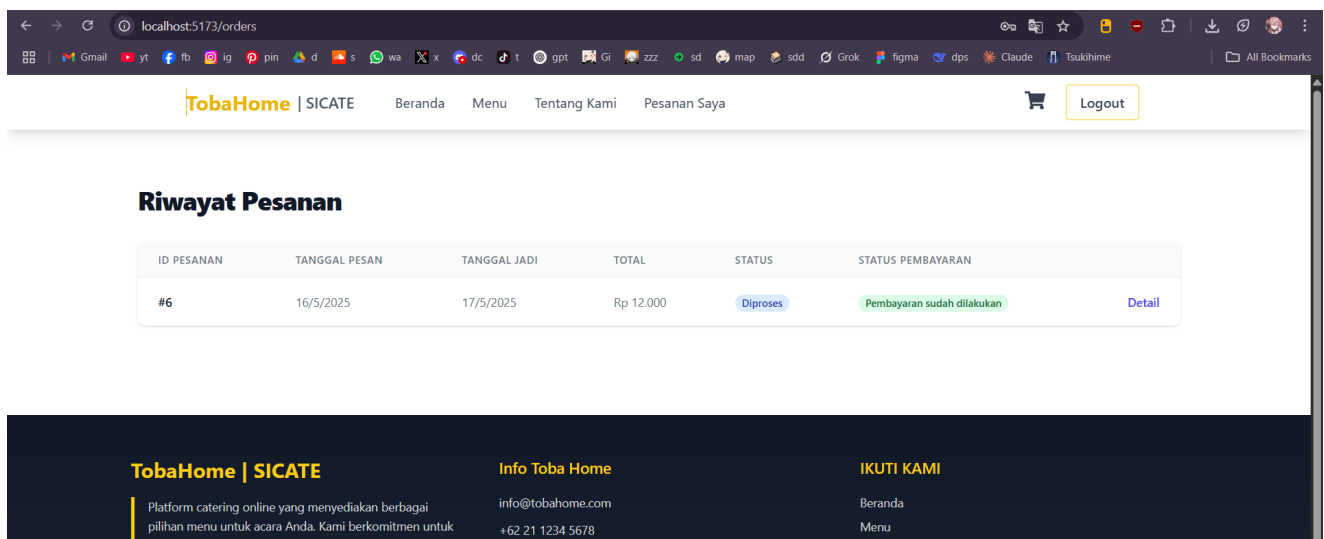 localhost:5173/orders
Gmail yt fb ig pin d s wa x dc t gpt Gi zzz sd map sdd Grok figma dps Claude Tsukihime All Bookmarks
TobaHome | SICATE Beranda Menu Tentang Kami Pesanan Saya Logout
Riwayat Pesanan
ID PESANAN TANGGAL PESAN TANGGAL JADI TOTAL STATUS STATUS PEMBAYARAN
#6 16/5/2025 17/5/2025 Rp 12.000 Diproses Pembayaran sudah dilakukan Detail
TobaHome | SICATE
Platform catering online yang menyediakan berbagai
pilihan menu untuk acara Anda. Kami berkomitmen untuk
Info Toba Home
info@tobahome.com
+62 21 1234 5678
IKUTI KAMI
Beranda
Menu